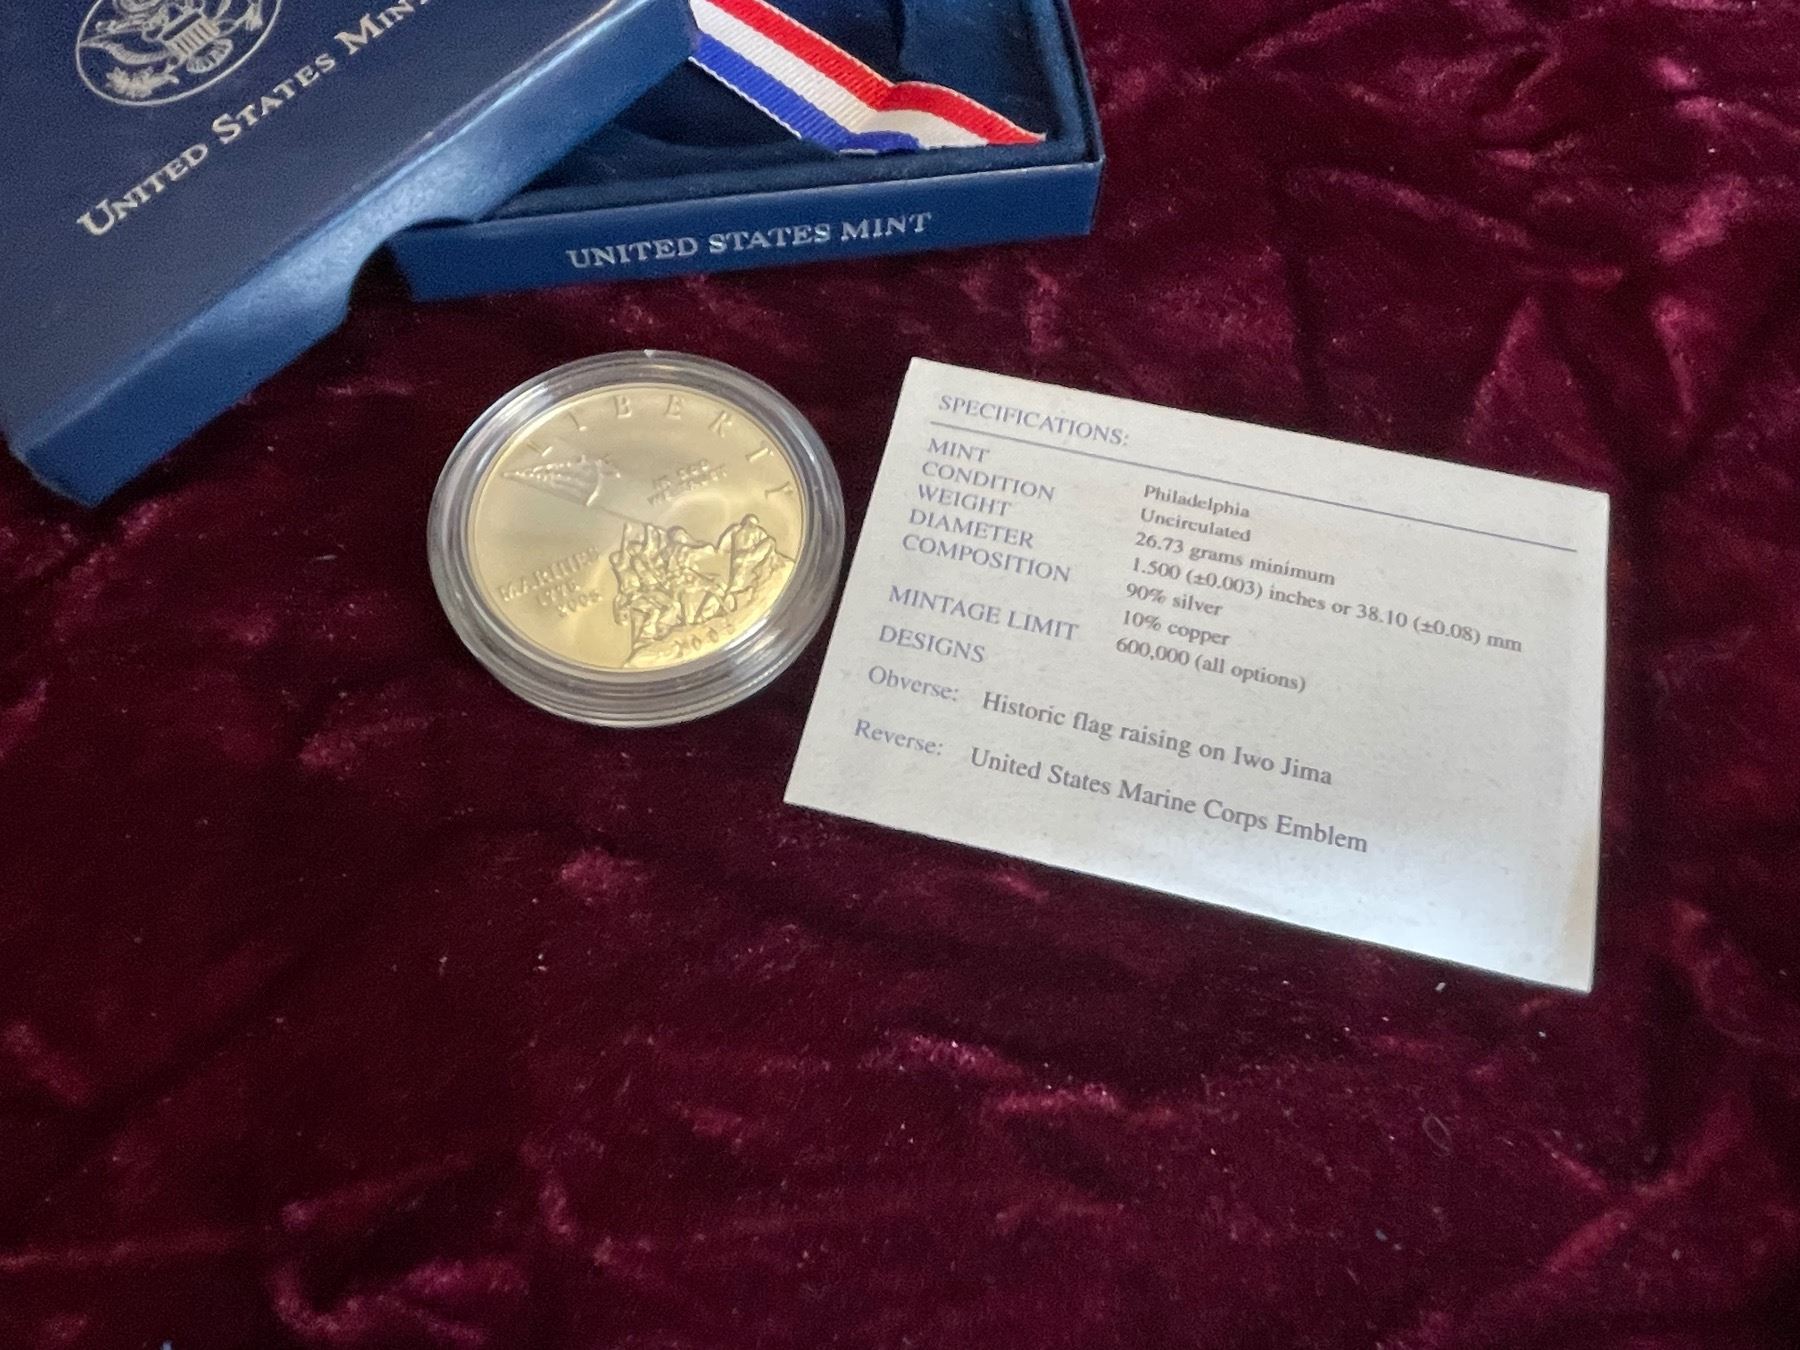 UNITED STATES MIN
UNITED STATES MINT
LIBERTY
IN GOD
WE TRUST
MARINES
1775
2005
2005
SPECIFICATIONS:
MINT Philadelphia
CONDITION Uncirculated
WEIGHT 26.73 grams minimum
DIAMETER 1.500 (±0.003) inches or 38.10 (±0.08) mm
COMPOSITION 90% silver
10% copper
MINTAGE LIMIT 600,000 (all options)
DESIGNS
Obverse: Historic flag raising on Iwo Jima
Reverse: United States Marine Corps Emblem